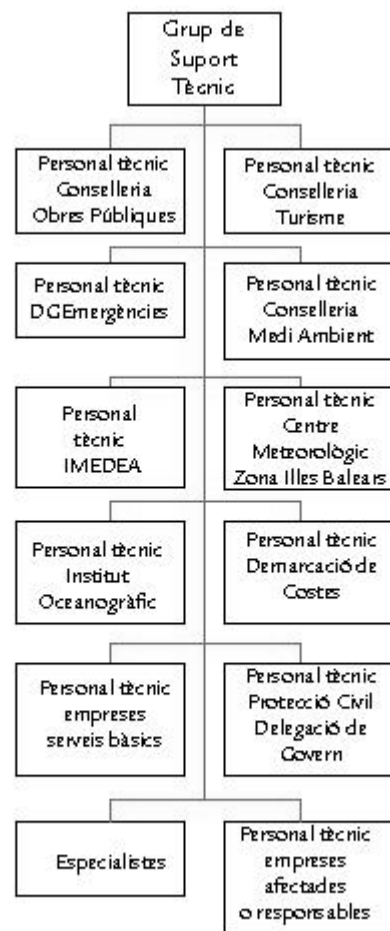 Grup de
Suport
Tècnic
Personal tècnic
Conselleria
Obres Públiques
Personal tècnic
Conselleria
Turisme
Personal tècnic
DGEmergències
Personal tècnic
Conselleria
Medi Ambient
Personal
tècnic
IMEDEA
Personal tècnic
Centre
Meteorològic
Zona Illes Balears
Personal tècnic
Institut
Oceanogràfic
Personal tècnic
Demarcació de
Costes
Personal tècnic
empreses
serveis bàsics
Personal tècnic
Protecció Civil
Delegació de
Govern
Especialistes
Personal tècnic
empreses
afectades
o responsables